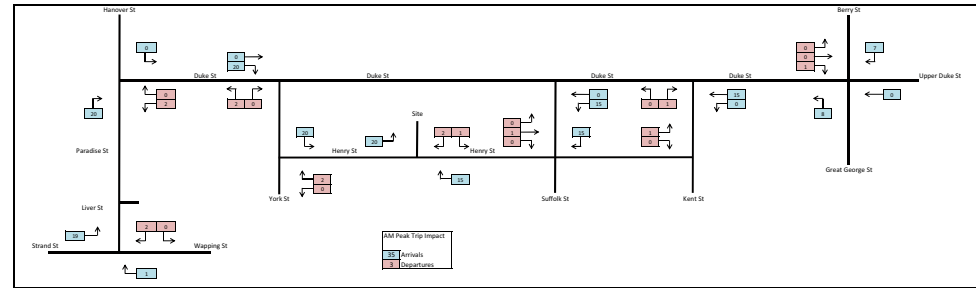 Hanover St
Berry St
0
0
20
0
0
1
7
Duke St
Duke St
Duke St
Duke St
Upper Duke St
0
2
2 0
0
15
0 1
15
0
0
20
8
Site
20
20
2 1
0
1
0
15
1
0
Paradise St
Henry St
Henry St
Great George St
2
0
15
York St
Suffolk St
Kent St
Liver St
19
2 0
Strand St
Wapping St
AM Peak Trip Impact
35 Arrivals
3 Departures
1